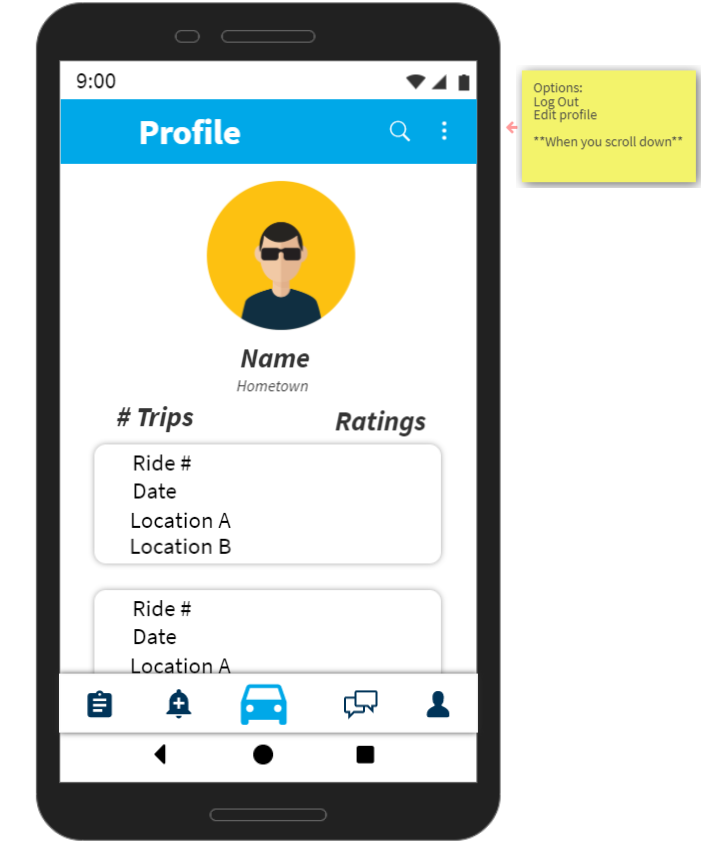 9:00
Profile
Options:
Log Out
Edit profile
**When you scroll down**
Name
Hometown
# Trips
Ratings
Ride #
Date
Location A
Location B
Ride #
Date
Location A